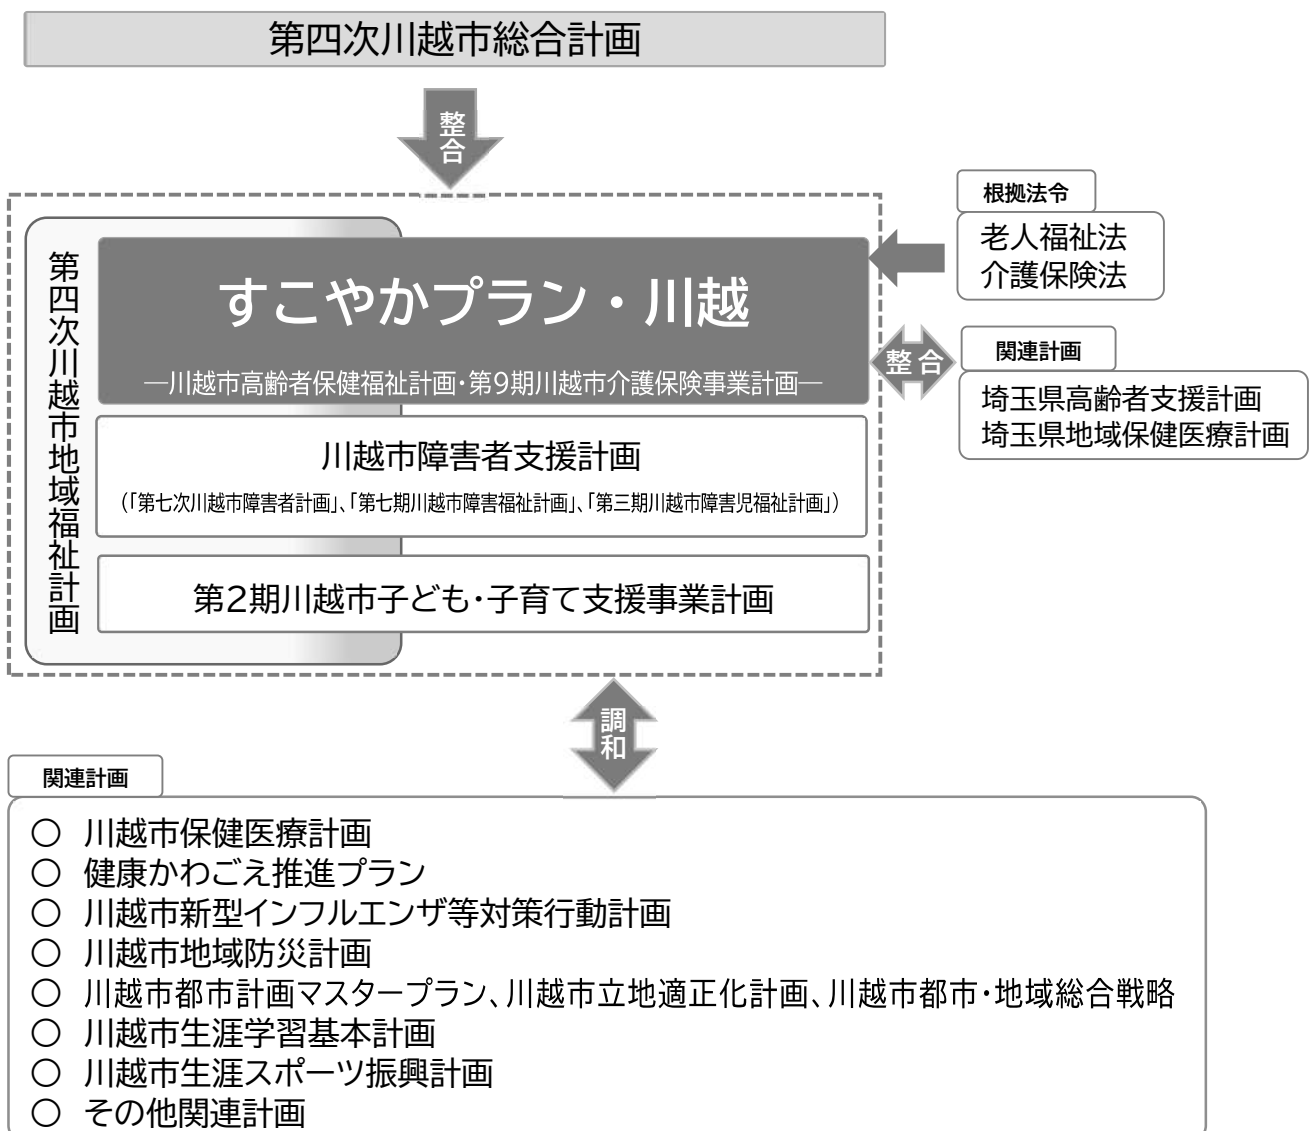 第四次川越市総合計画
整合
根拠法令
老人福祉法
介護保険法
第四次川越市地域福祉計画
すこやかプラン・川越
―川越市高齢者保健福祉計画・第9期川越市介護保険事業計画―
整合
関連計画
埼玉県高齢者支援計画
埼玉県地域保健医療計画
川越市障害者支援計画
(「第七次川越市障害者計画」、「第七期川越市障害福祉計画」、「第三期川越市障害児福祉計画」)
第2期川越市子ども・子育て支援事業計画
調和
関連計画
○ 川越市保健医療計画
○ 健康かわごえ推進プラン
○ 川越市新型インフルエンザ等対策行動計画
○ 川越市地域防災計画
○ 川越市都市計画マスタープラン、川越市立地適正化計画、川越市都市・地域総合戦略
○ 川越市生涯学習基本計画
○ 川越市生涯スポーツ振興計画
○ その他関連計画